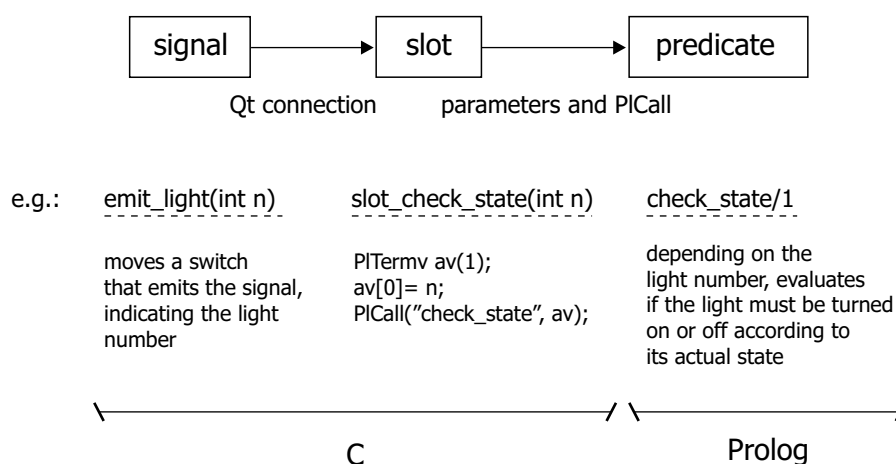 signal slot predicate
Qt connection parameters and PlCall
e.g.: emit_light(int n) slot_check_state(int n) check_state/1
moves a switch
that emits the signal,
indicating the light
number
PlTermv av(1);
av[0]= n;
PlCall(”check_state”, av);
depending on the
light number, evaluates
if the light must be turned
on or off according to
its actual state
C Prolog